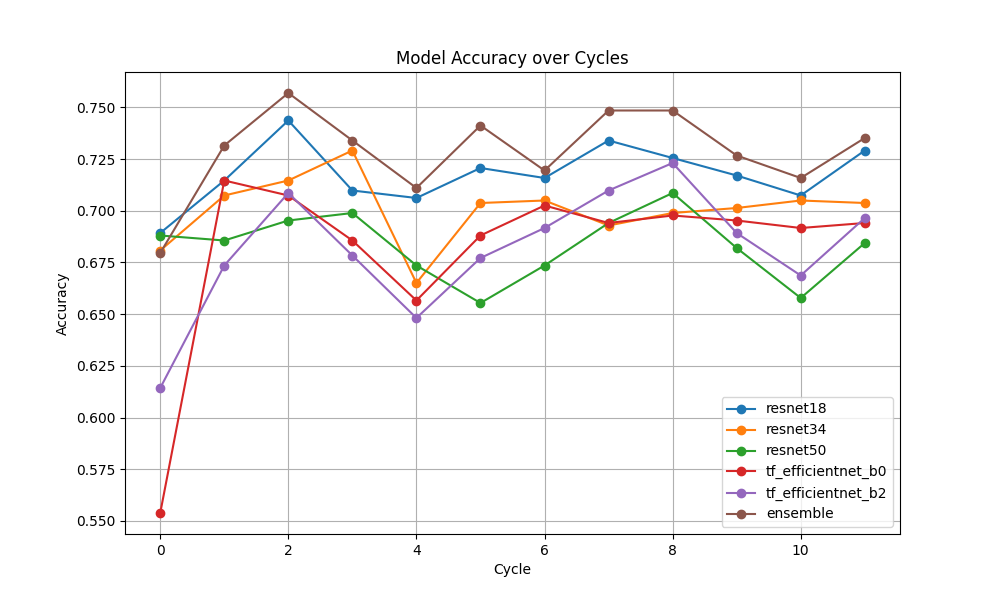 Model Accuracy over Cycles
Accuracy
0.750
0.725
0.700
0.675
0.650
0.625
0.600
0.575
0.550
0 2 4 6 8 10
Cycle
resnet18
resnet34
resnet50
tf_efficientnet_b0
tf_efficientnet_b2
ensemble